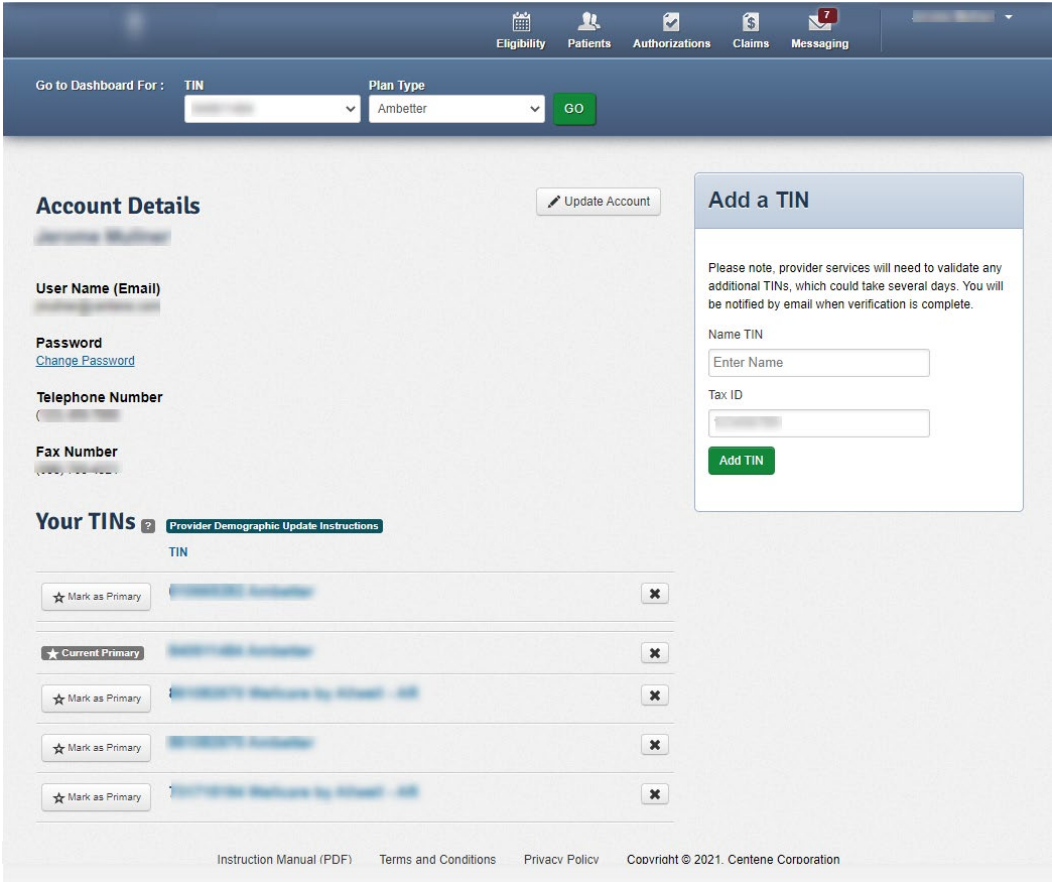 7
Eligibility Patients Authorizations Claims Messaging
Go to Dashboard For : TIN Plan Type
Ambetter GO
Account Details Update Account
User Name (Email)
Password
Change Password
Telephone Number
Fax Number
Your TINs ? Provider Demographic Update Instructions
TIN
Mark as Primary
Current Primary
Mark as Primary
Mark as Primary
Mark as Primary
Add a TIN
Please note, provider services will need to validate any
additional TINs, which could take several days. You will
be notified by email when verification is complete.
Name TIN
Enter Name
Tax ID
Add TIN
Instruction Manual (PDF) Terms and Conditions Privacy Policy Copyright © 2021. Centene Corporation